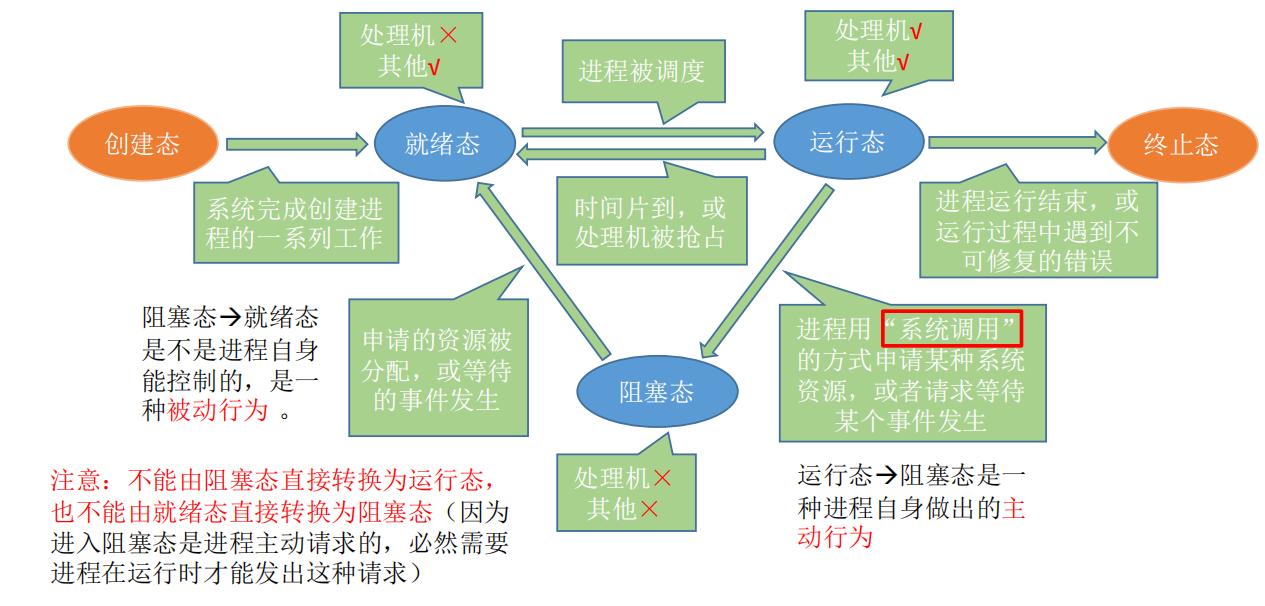 处理机×
其他√
进程被调度
处理机√
其他√
创建态
就绪态
运行态
终止态
系统完成创建进
程的一系列工作
时间片到，或
处理机被抢占
进程运行结束，或
运行过程中遇到不
可修复的错误
阻塞态→就绪态
是不是进程自身
能控制的，是一
种被动行为 。
申请的资源被
分配，或等待
的事件发生
阻塞态
进程用“系统调用”
的方式申请某种系统
资源，或者请求等待
某个事件发生
处理机×
其他×
注意：不能由阻塞态直接转换为运行态，
也不能由就绪态直接转换为阻塞态（因为
进入阻塞态是进程主动请求的，必然需要
进程在运行时才能发出这种请求）
运行态→阻塞态是一
种进程自身做出的主
动行为